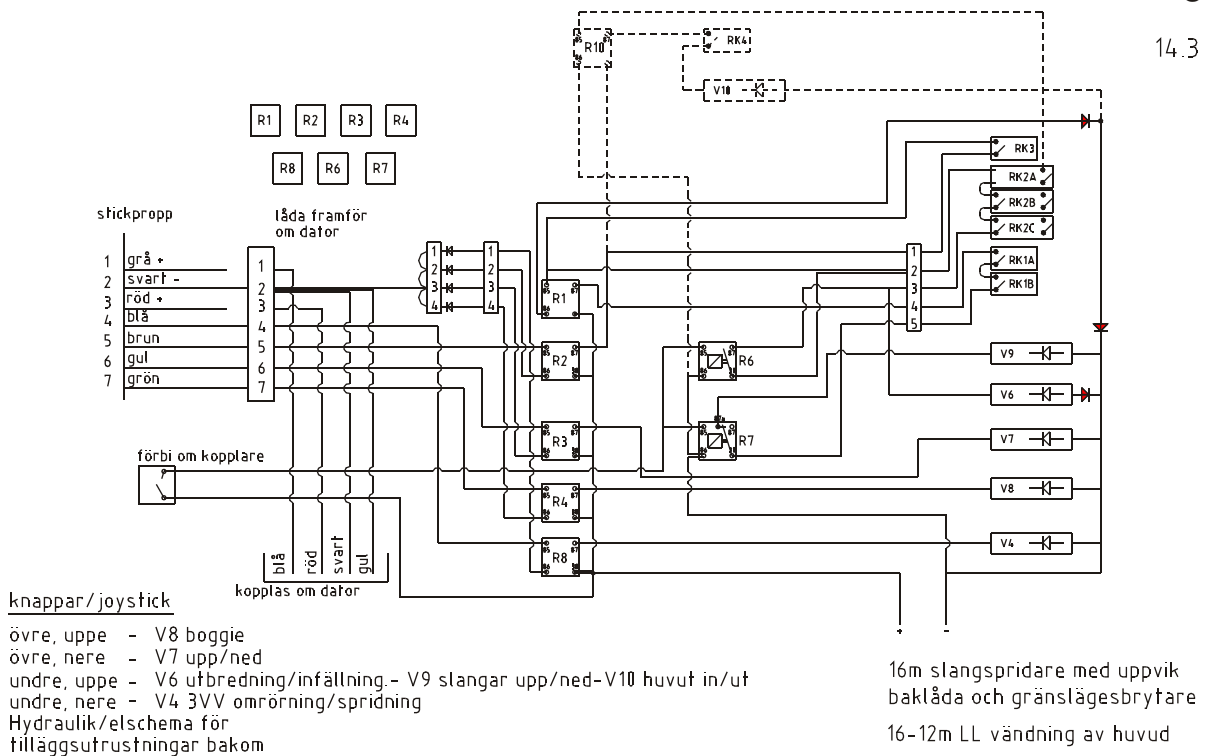 14.3
R10
RK4
V10
R1 R2 R3 R4
R8 R6 R7
RK3
RK2A
RK2B
RK2C
RK1A
RK1B
stickpropp
låda framför
om dator
1 grå +
2 svart -
3 röd +
4 blå
5 brun
6 gul
7 grön
1
2
3
4
5
6
7
1
2
3
4
1
2
3
4
1
2
3
4
5
R1
R2
R3
R4
R8
R6
R7
V9
V6
V7
V8
V4
förbi om kopplare
blå
röd
svart
gul
kopplas om dator
+ -
knappar/joystick
övre, uppe - V8 boggie
övre, nere - V7 upp/ned
undre, uppe - V6 utbredning/infällning.- V9 slangar upp/ned-V10 huvut in/ut
undre, nere - V4 3VV omrörning/spridning
Hydraulik/elschema för
tilläggsutrustningar bakom
16m slangspridare med uppvik
baklåda och gränslägesbrytare
16-12m LL vändning av huvud